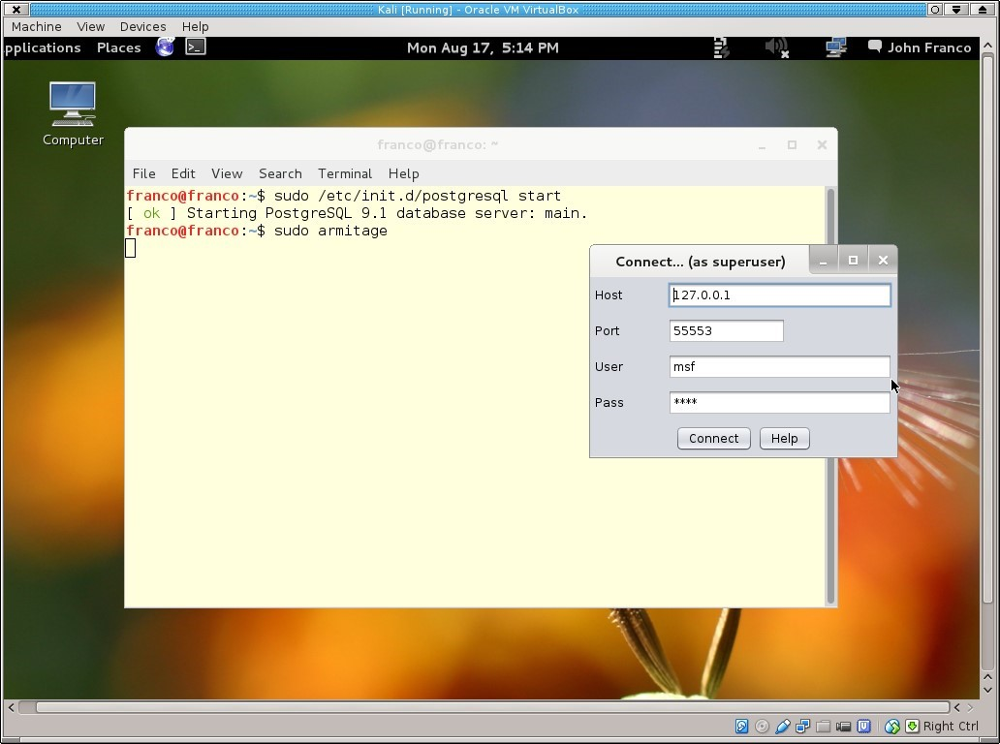 Kali [Running] - Oracle VM VirtualBox
Machine View Devices Help
pplications Places Mon Aug 17, 5:14 PM John Franco
Computer
franco@franco: ~
File Edit View Search Terminal Help
franco@franco:~$ sudo /etc/init.d/postgresql start
[ ok ] Starting PostgreSQL 9.1 database server: main.
franco@franco:~$ sudo armitage
Connect... (as superuser)
Host 127.0.0.1
Port 55553
User msf
Pass ****
Connect Help
Right Ctrl